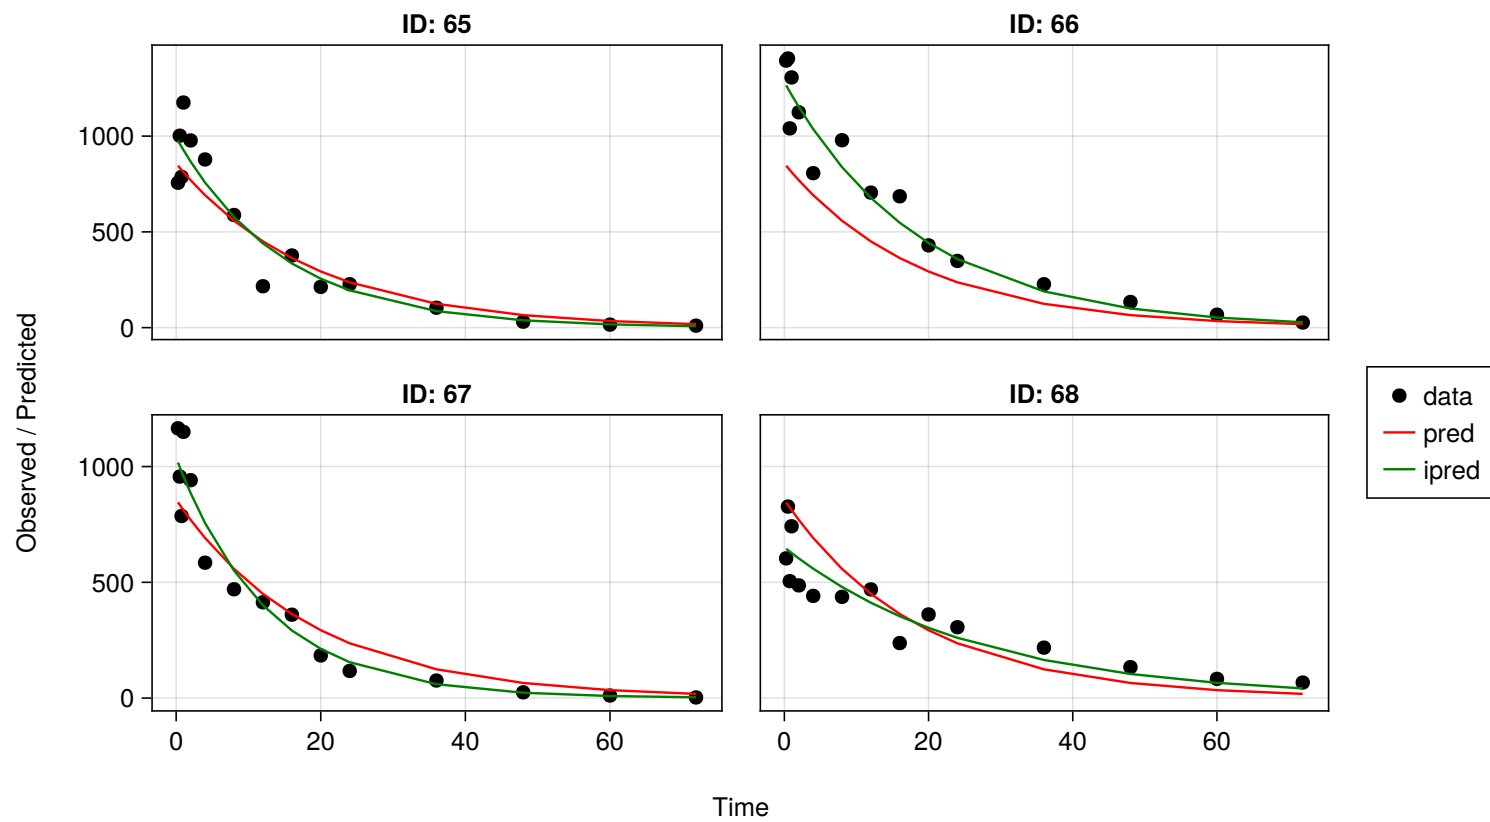 ID: 65
ID: 66
1000
500
0
ID: 67
ID: 68
1000
500
0
0 20 40 60
0 20 40 60
Observed / Predicted
Time
data
pred
ipred